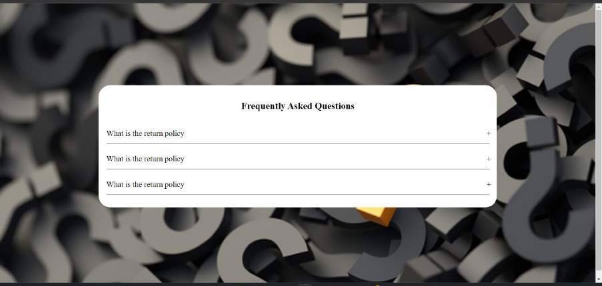 Frequently Asked Questions
What is the return policy
+
What is the return policy
+
What is the return policy
+